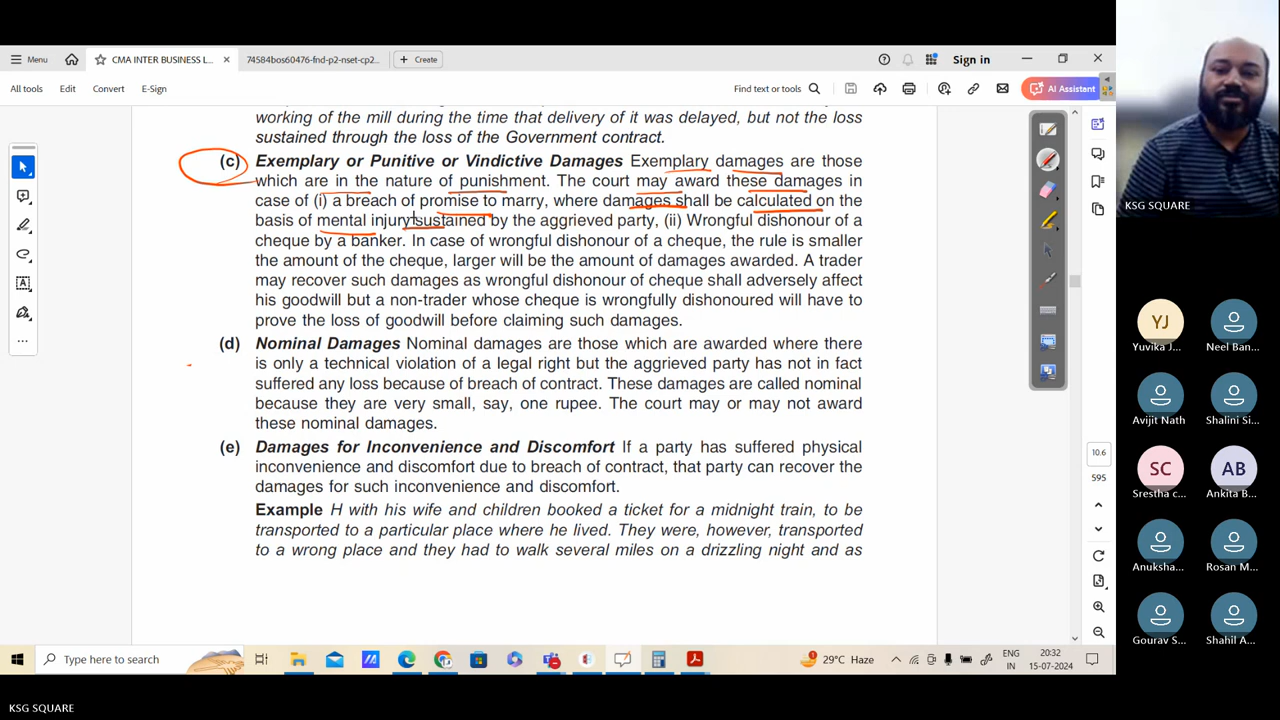 Menu
CMA INTER BUSINESS L...
74584bos60476-fnd-p2-nset-cp2...
Create
Sign in
All tools
Edit
Convert
E-Sign
Find text or tools
AI Assistant
working of the mill during the time that delivery of it was delayed, but not the loss
sustained through the loss of the Government contract.
(c) Exemplary or Punitive or Vindictive Damages Exemplary damages are those
which are in the nature of punishment. The court may award these damages in
case of (i) a breach of promise to marry, where damages shall be calculated on the
basis of mental injury sustained by the aggrieved party, (ii) Wrongful dishonour of a
cheque by a banker. In case of wrongful dishonour of a cheque, the rule is smaller
the amount of the cheque, larger will be the amount of damages awarded. A trader
may recover such damages as wrongful dishonour of cheque shall adversely affect
his goodwill but a non-trader whose cheque is wrongfully dishonoured will have to
prove the loss of goodwill before claiming such damages.
(d) Nominal Damages Nominal damages are those which are awarded where there
is only a technical violation of a legal right but the aggrieved party has not in fact
suffered any loss because of breach of contract. These damages are called nominal
because they are very small, say, one rupee. The court may or may not award
these nominal damages.
(e) Damages for Inconvenience and Discomfort If a party has suffered physical
inconvenience and discomfort due to breach of contract, that party can recover the
damages for such inconvenience and discomfort.
Example H with his wife and children booked a ticket for a midnight train, to be
transported to a particular place where he lived. They were, however, transported
to a wrong place and they had to walk several miles on a drizzling night and as
10.6
595
KSG SQUARE
YJ
Yuvika J...
Neel Ban...
Avijit Nath
Shalini Si...
SC
Srestha c...
AB
Ankita B...
Anuksha...
Rosan M...
Gourav S...
Shahil A...
Type here to search
29°C Haze
ENG
IN
20:32
15-07-2024
KSG SQUARE